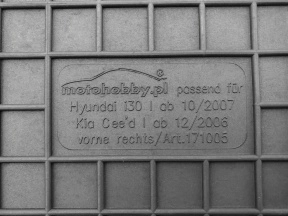 motohobby.pl passend für
Hyundai i30 | ab 10/2007
Kia Cee'd | ab 12/2006
vorne rechts/Art.171005